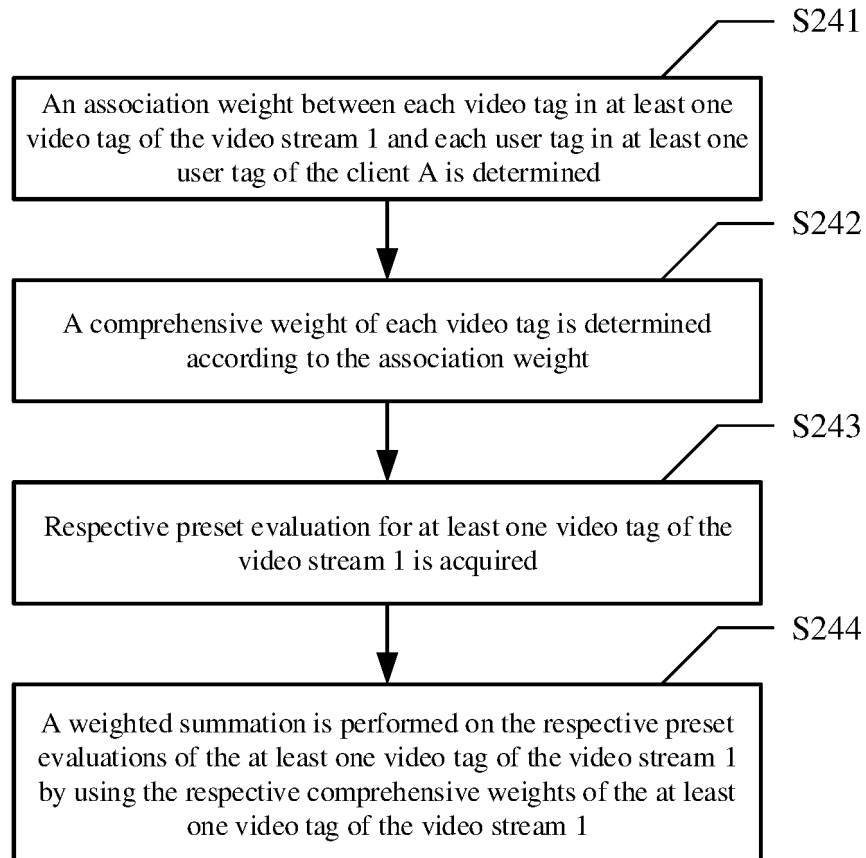 S241
An association weight between each video tag in at least one
video tag of the video stream 1 and each user tag in at least one
user tag of the client A is determined
S242
A comprehensive weight of each video tag is determined
according to the association weight
S243
Respective preset evaluation for at least one video tag of the
video stream 1 is acquired
S244
A weighted summation is performed on the respective preset
evaluations of the at least one video tag of the video stream 1
by using the respective comprehensive weights of the at least
one video tag of the video stream 1